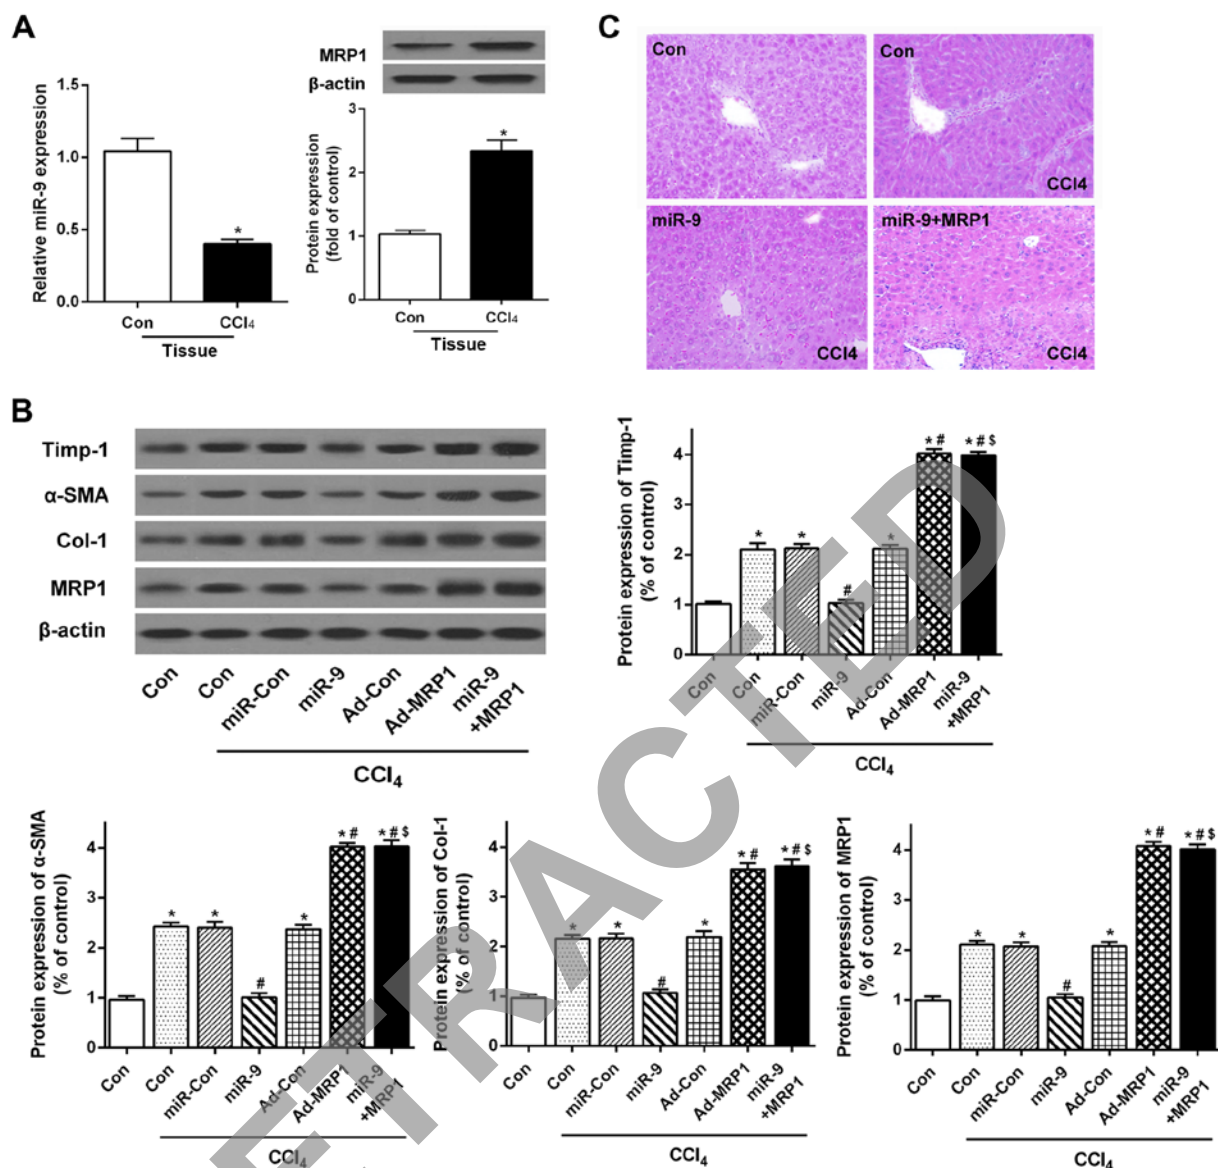 A
MRP1
β-actin
Relative miR-9 expression
1.5
1.0
0.5
0.0
*
Con
CCl₄
Tissue
Protein expression
(fold of control)
3
2
1
0
*
Con
CCl₄
Tissue
C
Con
Con
CCl4
miR-9
CCl4
miR-9+MRP1
CCl4
B
Timp-1
α-SMA
Col-1
MRP1
β-actin
Con
Con
miR-Con
miR-9
Ad-Con
Ad-MRP1
miR-9
+MRP1
CCl₄
Protein expression of Timp-1
(% of control)
4
2
1
0
*
*
#
*
* #
* # $
Con
Con
miR-Con
miR-9
Ad-Con
Ad-MRP1
miR-9
+MRP1
CCl₄
Protein expression of α-SMA
(% of control)
4
3
2
1
0
*
*
#
*
* #
* # $
Con
Con
miR-Con
miR-9
Ad-Con
Ad-MRP1
miR-9
+MRP1
CCl₄
Protein expression of Col-1
(% of control)
4
3
2
1
0
*
*
#
*
* #
* # $
Con
Con
miR-Con
miR-9
Ad-Con
Ad-MRP1
miR-9
+MRP1
CCl₄
Protein expression of MRP1
(% of control)
4
2
1
0
*
*
#
*
* #
* # $
Con
Con
miR-Con
miR-9
Ad-Con
Ad-MRP1
miR-9
+MRP1
CCl₄
ETRACTED